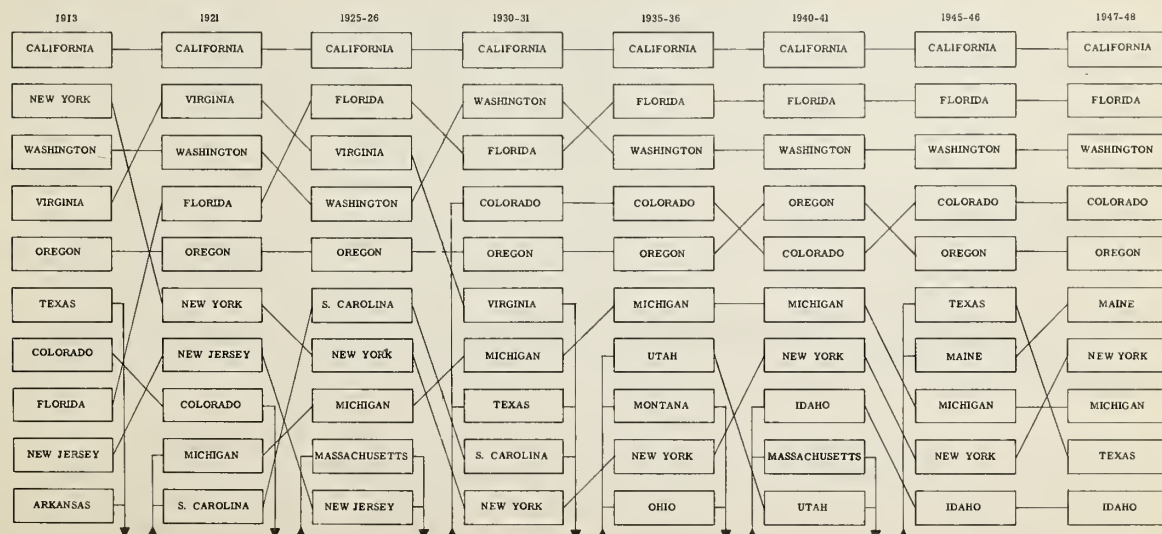 1913 1921 1925-26 1930-31 1935-36 1940-41 1945-46 1947-48
CALIFORNIA CALIFORNIA CALIFORNIA CALIFORNIA CALIFORNIA CALIFORNIA CALIFORNIA CALIFORNIA
NEW YORK VIRGINIA FLORIDA WASHINGTON FLORIDA FLORIDA FLORIDA FLORIDA
WASHINGTON WASHINGTON VIRGINIA FLORIDA WASHINGTON WASHINGTON WASHINGTON WASHINGTON
VIRGINIA FLORIDA WASHINGTON COLORADO COLORADO OREGON COLORADO COLORADO
OREGON OREGON OREGON OREGON OREGON COLORADO OREGON OREGON
TEXAS NEW YORK S. CAROLINA VIRGINIA MICHIGAN MICHIGAN TEXAS MAINE
COLORADO NEW JERSEY NEW YORK MICHIGAN UTAH NEW YORK MAINE NEW YORK
FLORIDA COLORADO MICHIGAN TEXAS MONTANA IDAHO MICHIGAN MICHIGAN
NEW JERSEY MICHIGAN MASSACHUSETTS S. CAROLINA NEW YORK MASSACHUSETTS NEW YORK TEXAS
ARKANSAS S. CAROLINA NEW JERSEY NEW YORK OHIO UTAH IDAHO IDAHO